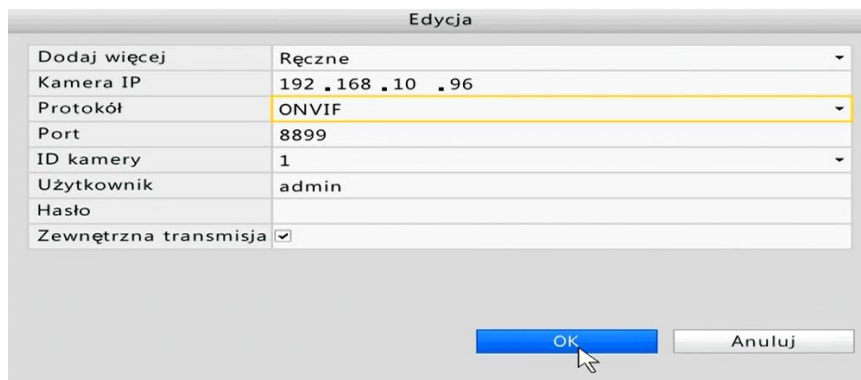 Edycja
Dodaj więcej Ręczne
Kamera IP 192 .168 .10 .96
Protokół ONVIF
Port 8899
ID kamery 1
Użytkownik admin
Hasło
Zewnętrzna transmisja
OK Anuluj